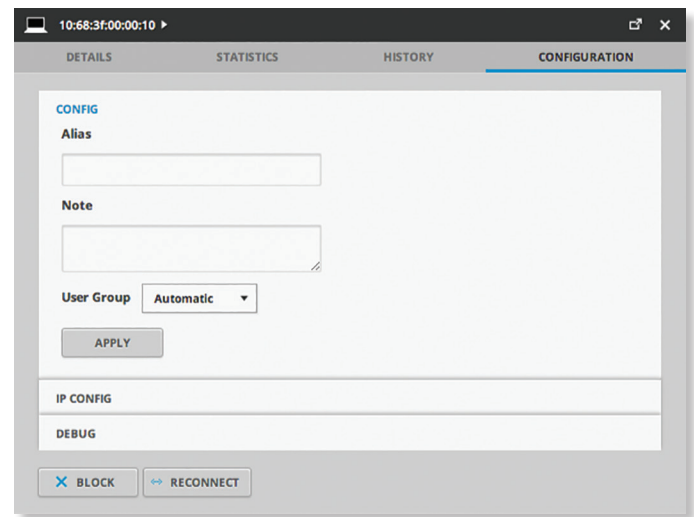 10:68:3f:00:00:10
DETAILS STATISTICS HISTORY CONFIGURATION
CONFIG
Alias
Note
User Group Automatic
APPLY
IP CONFIG
DEBUG
BLOCK RECONNECT